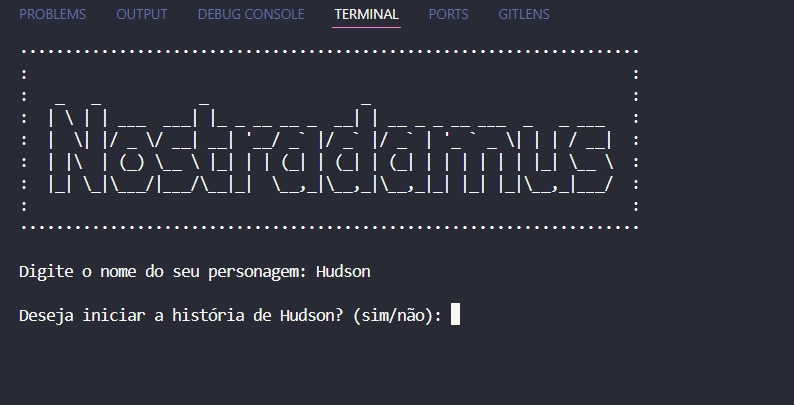 PROBLEMS OUTPUT DEBUG CONSOLE TERMINAL PORTS GITLENS
Nostradamus
Digite o nome do seu personagem: Hudson
Deseja iniciar a história de Hudson? (sim/não):